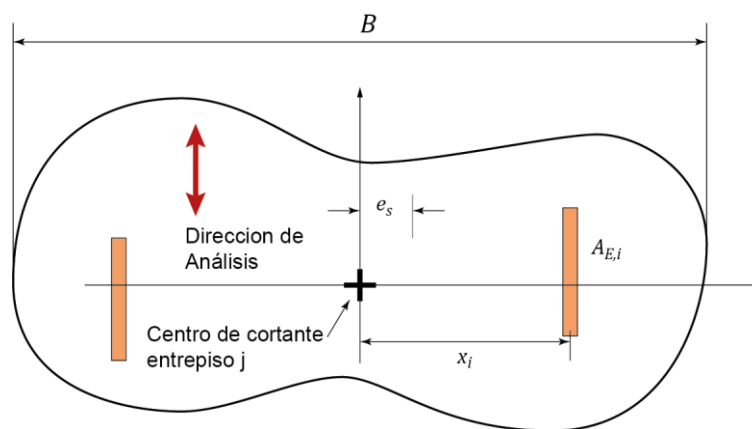 B
e_s
Direccion de
Análisis
A_{E,i}
Centro de cortante
entrepiso j
x_i